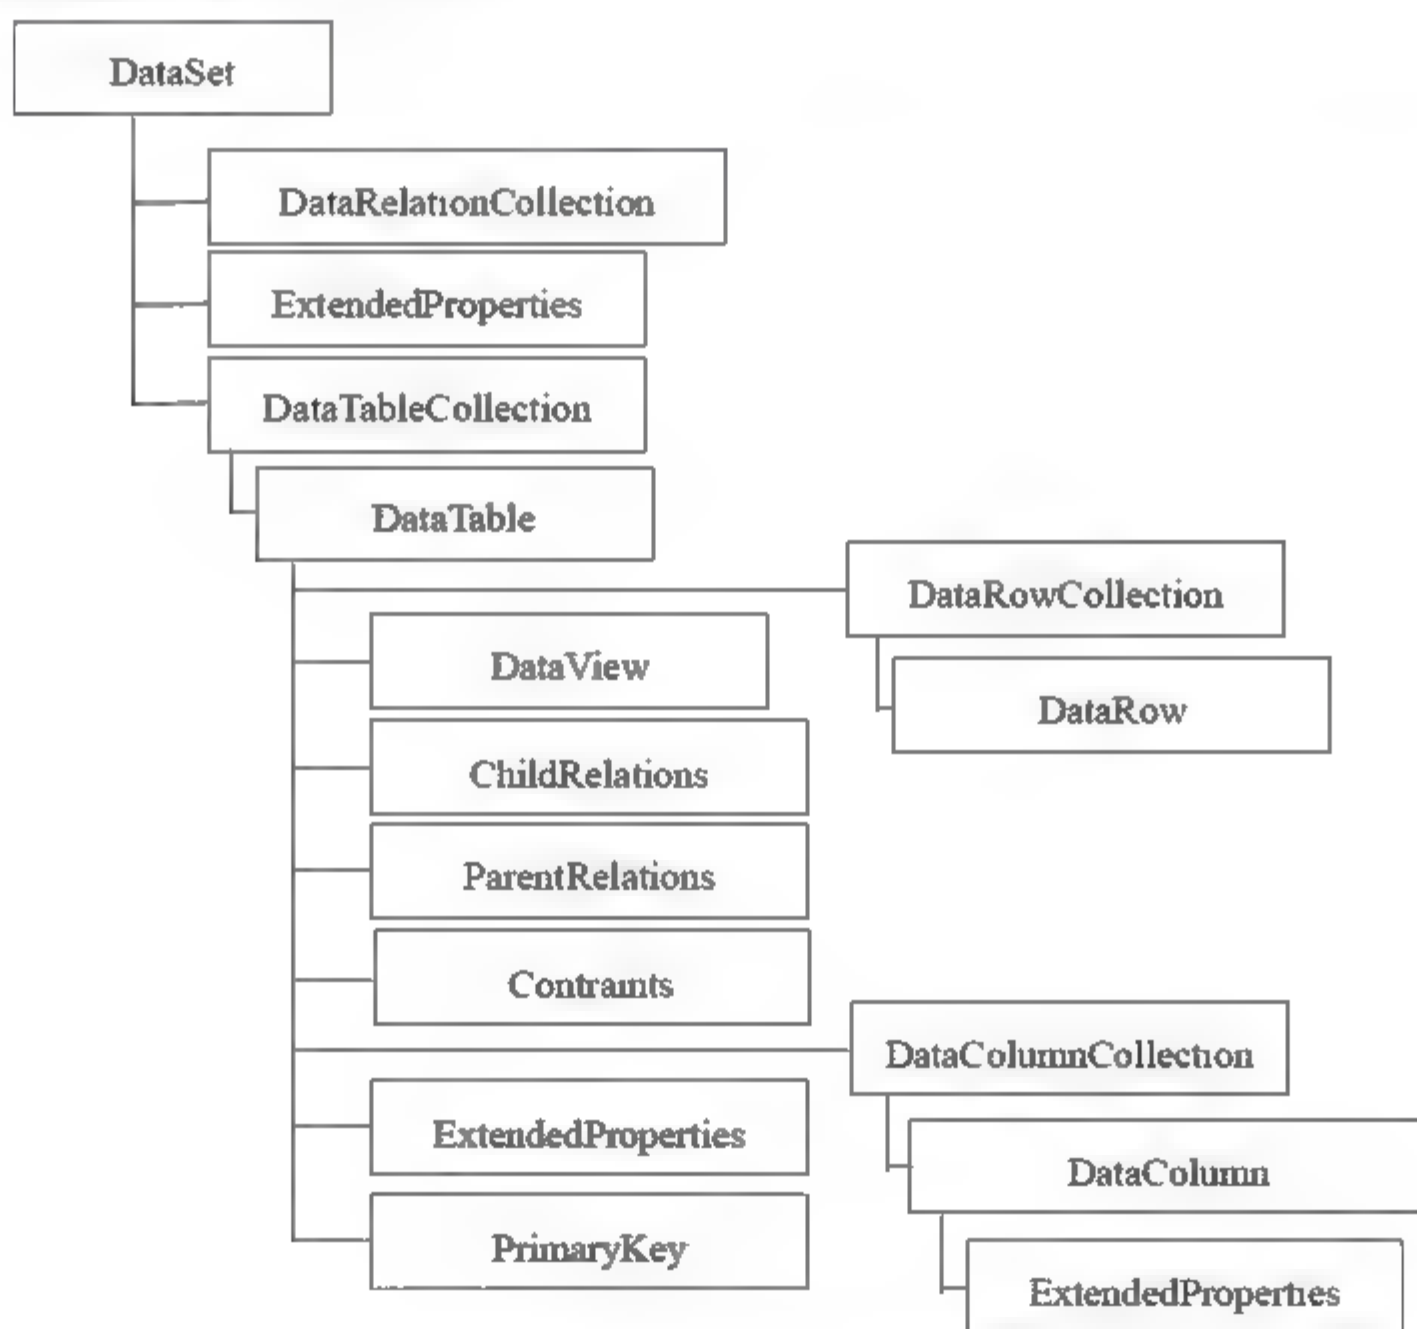 DataSet
DataRelationCollection
ExtendedProperties
DataTableCollection
DataTable
DataRowCollection
DataView
DataRow
ChildRelations
ParentRelations
Contraints
DataColumnCollection
ExtendedProperties
DataColumn
PrimaryKey
ExtendedProperties